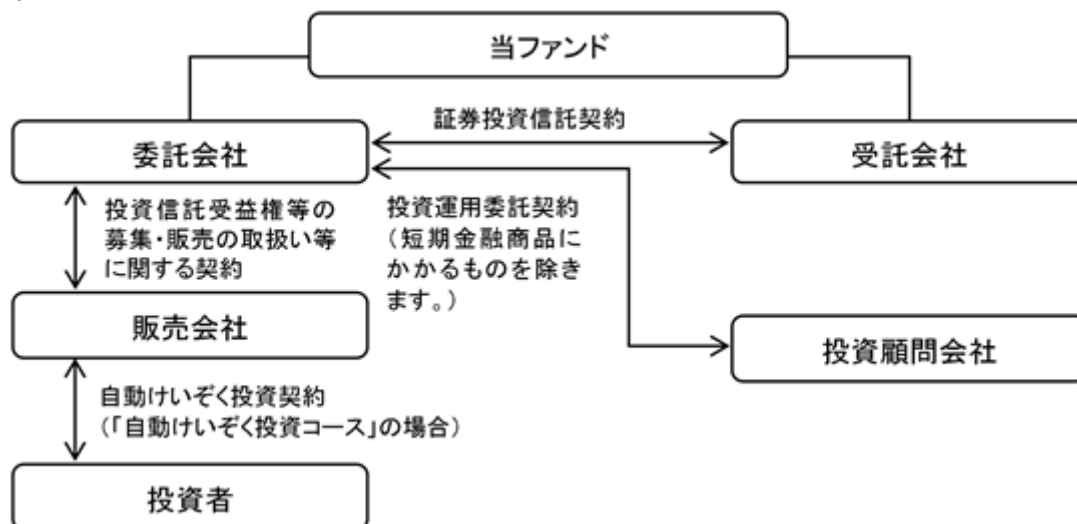 当ファンド
証券投資信託契約
委託会社
受託会社
投資信託受益権等の
募集・販売の取扱い等
に関する契約
投資運用委託契約
（短期金融商品に
かかるものを除き
ます。）
販売会社
投資顧問会社
自動けいぞく投資契約
（「自動けいぞく投資コース」の場合）
投資者